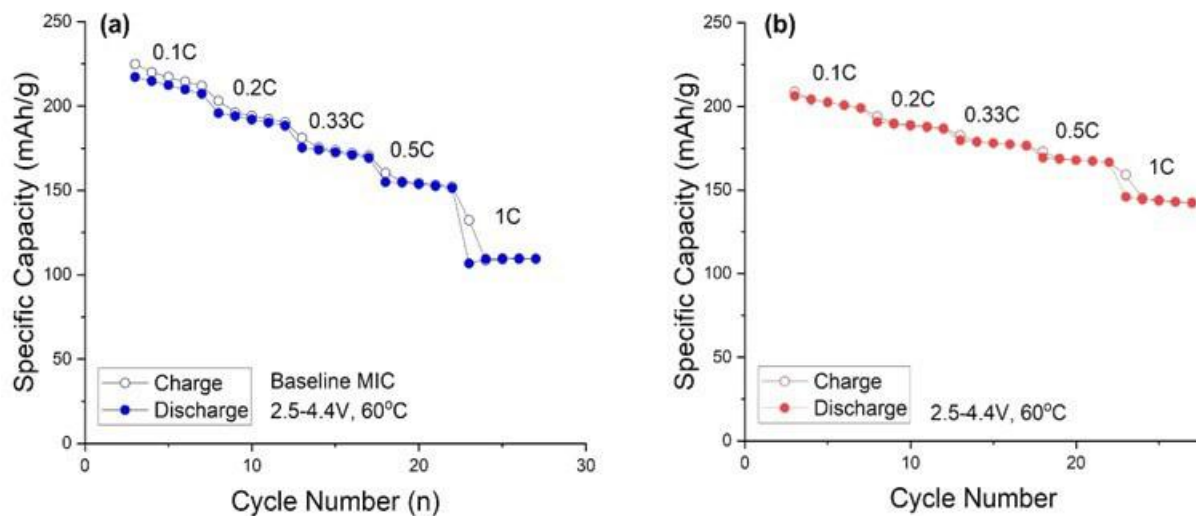 (a)
250
200
150
100
50
0
Specific Capacity (mAh/g)
0.1C
0.2C
0.33C
0.5C
1C
Charge
Discharge
Baseline MIC
2.5-4.4V, 60°C
0 10 20 30
Cycle Number (n)
(b)
250
200
150
100
50
0
Specific Capacity (mAh/g)
0.1C
0.2C
0.33C
0.5C
1C
Charge
Discharge
2.5-4.4V, 60°C
0 10 20
Cycle Number